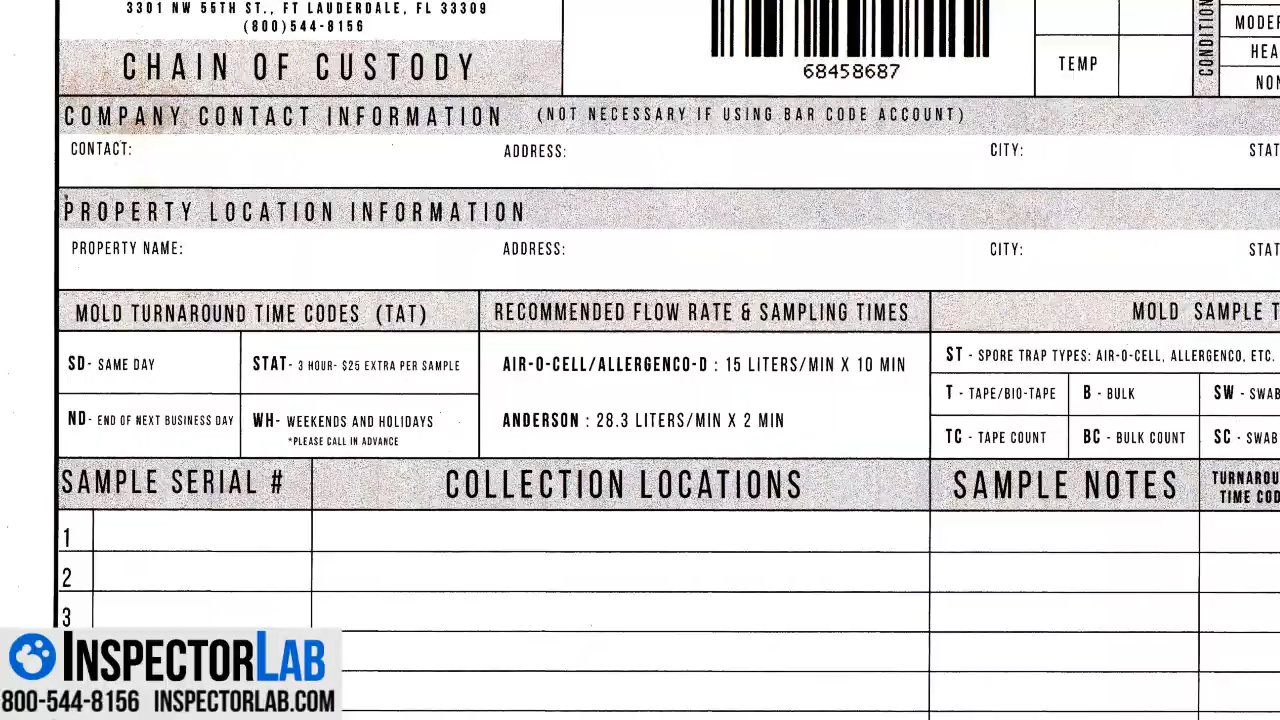 3301 NW 55TH ST., FT LAUDERDALE, FL 33309
(800)544-8156
CHAIN OF CUSTODY
68458687
TEMP
CONDITION
MODER
HEA
NON
COMPANY CONTACT INFORMATION (NOT NECESSARY IF USING BAR CODE ACCOUNT)
CONTACT: ADDRESS: CITY: STAT
PROPERTY LOCATION INFORMATION
PROPERTY NAME: ADDRESS: CITY: STAT
MOLD TURNAROUND TIME CODES (TAT)
SD- SAME DAY
STAT- 3 HOUR- $25 EXTRA PER SAMPLE
ND- END OF NEXT BUSINESS DAY
WH- WEEKENDS AND HOLIDAYS
*PLEASE CALL IN ADVANCE
RECOMMENDED FLOW RATE & SAMPLING TIMES
AIR-O-CELL/ALLERGENCO-D : 15 LITERS/MIN X 10 MIN
ANDERSON : 28.3 LITERS/MIN X 2 MIN
MOLD SAMPLE T
ST - SPORE TRAP TYPES: AIR-O-CELL, ALLERGENCO, ETC.
T - TAPE/BIO-TAPE B - BULK SW - SWAB
TC - TAPE COUNT BC - BULK COUNT SC - SWAB
SAMPLE SERIAL # COLLECTION LOCATIONS SAMPLE NOTES
TURNAROU
TIME COD
1
2
3
INSPECTORLAB
800-544-8156 INSPECTORLAB.COM